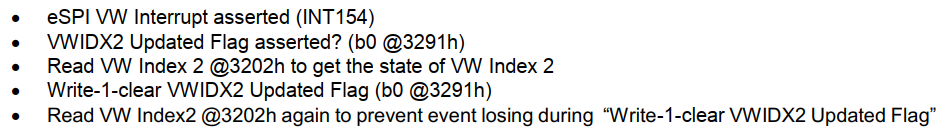 • eSPI VW Interrupt asserted (INT154)
• VWIDX2 Updated Flag asserted? (b0 @3291h)
• Read VW Index 2 @3202h to get the state of VW Index 2
• Write-1-clear VWIDX2 Updated Flag (b0 @3291h)
• Read VW Index2 @3202h again to prevent event losing during “Write-1-clear VWIDX2 Updated Flag”